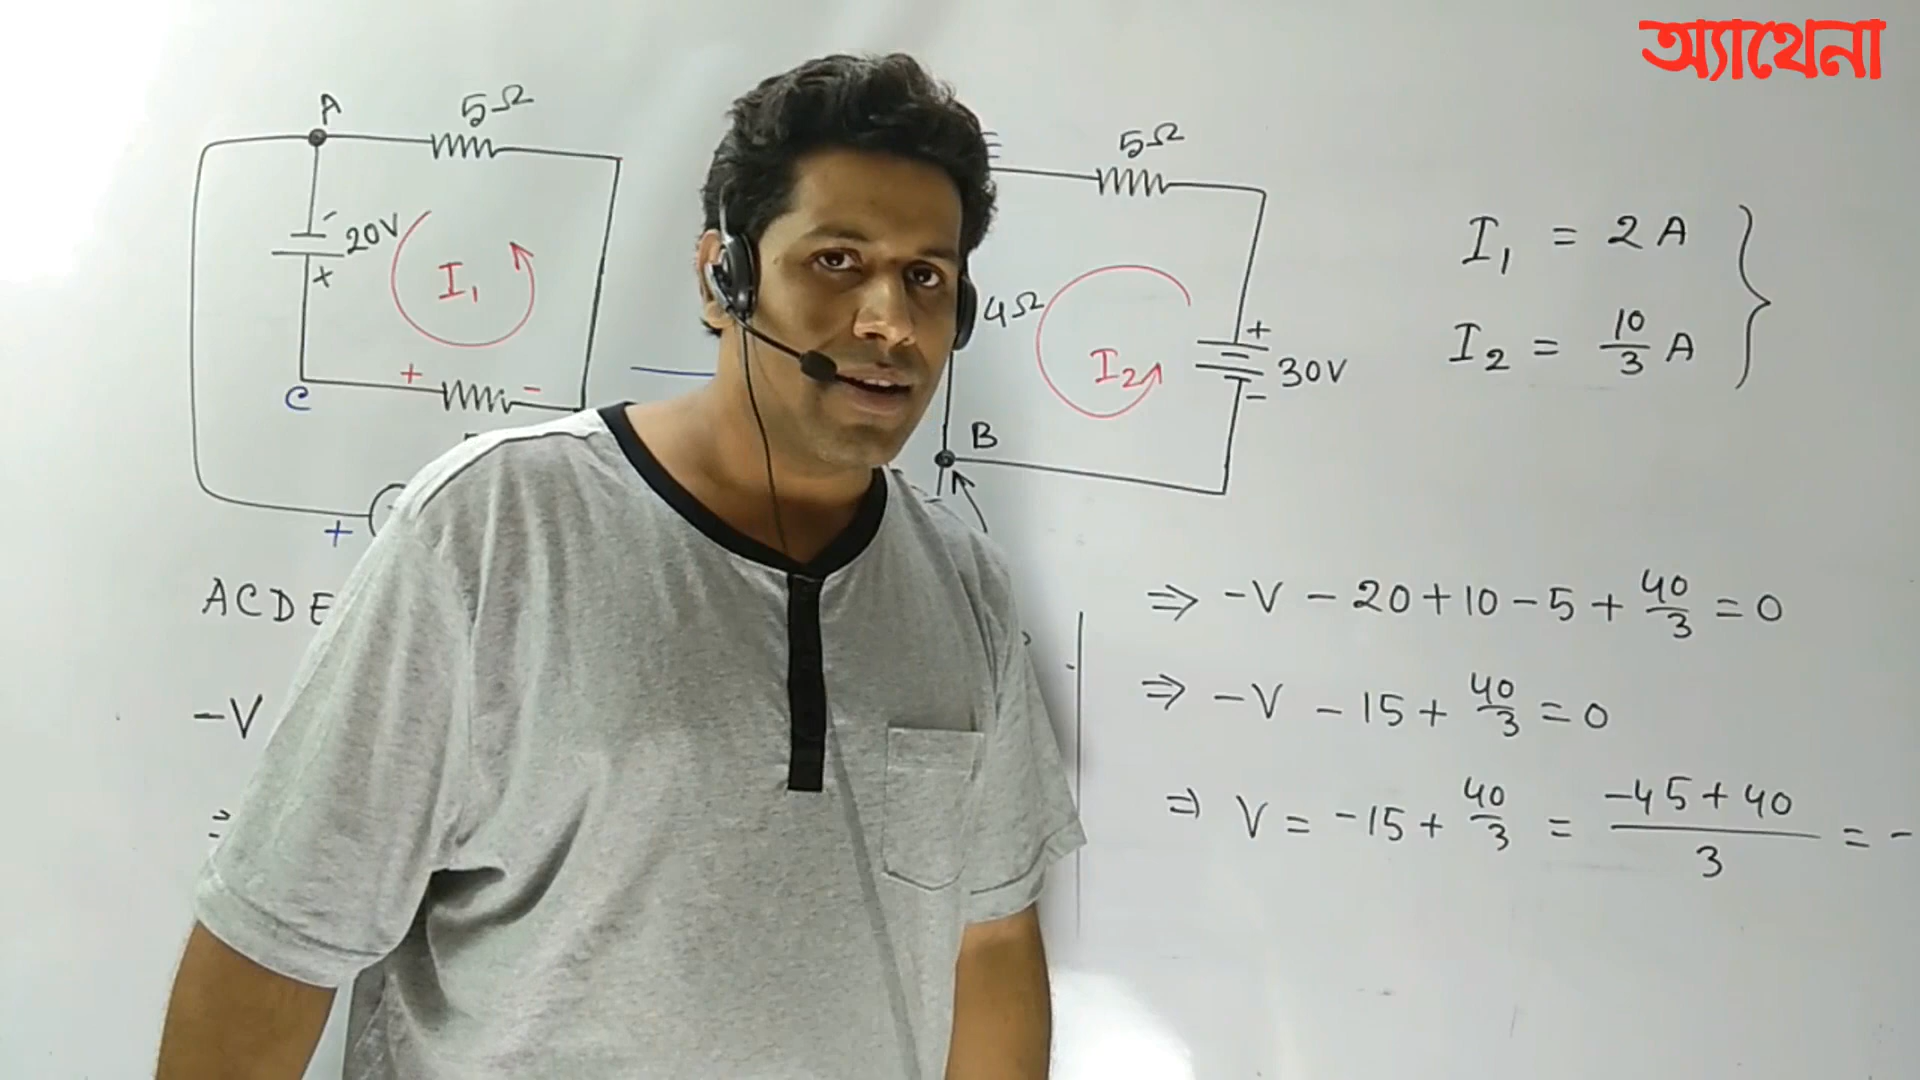 অ্যাথেনা
A
5Ω
5Ω
-
20V
+
I₁
4Ω
I₂
+
30V
-
I₁ = 2 A
I₂ = 10/3 A
C
+
-
B
+
ACDE
⇒ -V - 20 + 10 - 5 + 40/3 = 0
-V
⇒ -V - 15 + 40/3 = 0
⇒
⇒ V = -15 + 40/3 = (-45 + 40)/3 = -